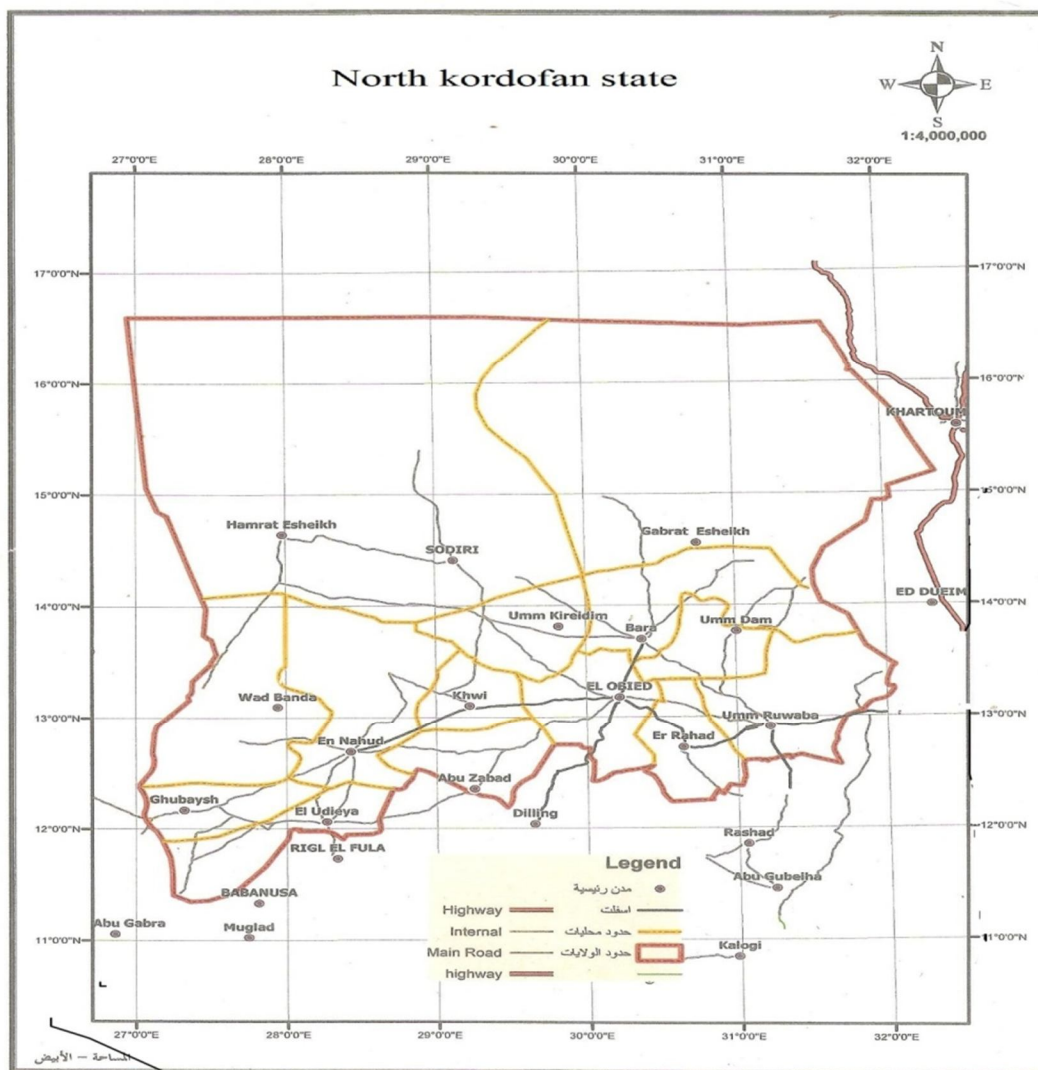 North kordofan state
N
W E
S
1:4,000,000
27°0'0"E 28°0'0"E 29°0'0"E 30°0'0"E 31°0'0"E 32°0'0"E
17°0'0"N 17°0'0"N
16°0'0"N 16°0'0"N
KHARTOUM
15°0'0"N 15°0'0"N
Hamrat Esheikh Gabrat Esheikh
SODIRI
ED DUEIM
14°0'0"N 14°0'0"N
Umm Kireidim Umm Dam
Bara
EL OBIED
Wad Banda Khwi
13°0'0"N 13°0'0"N
Umm Ruwaba
En Nahud Er Rahad
Abu Zabad
Ghubaysh
El Udieya Dilling
12°0'0"N 12°0'0"N
Rashad
RIGL EL FULA
Legend
Abu Gubeiha
BABANUSA
مدن رئيسية
Highway اسفلت
Abu Gabra
Muglad
Internal حدود محليات
11°0'0"N 11°0'0"N
Kalogi
Main Road حدود الولايات
highway
27°0'0"E 28°0'0"E 29°0'0"E 30°0'0"E 31°0'0"E 32°0'0"E
المساحة - الأبيض